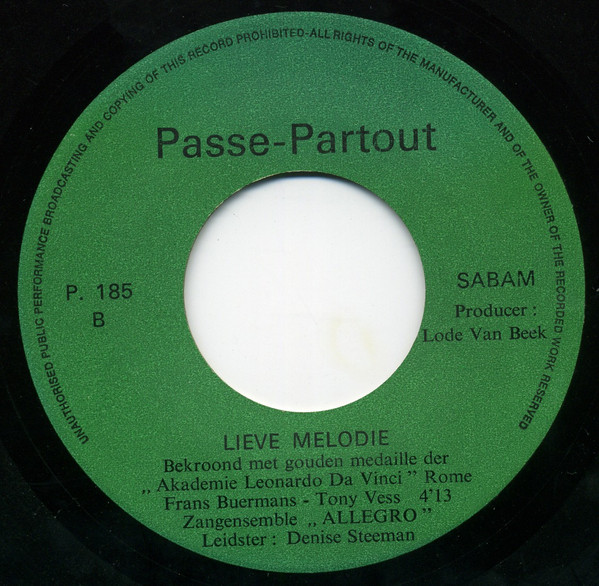 UNAUTHORISED PUBLIC PERFORMANCE BROADCASTING AND COPYING OF THIS RECORD PROHIBITED-ALL RIGHTS OF THE MANUFACTURER AND OF THE OWNER OF THE RECORDED WORK RESERVED
Passe-Partout
P. 185
B
SABAM
Producer :
Lode Van Beek
LIEVE MELODIE
Bekroond met gouden medaille der
,, Akademie Leonardo Da Vinci ” Rome
Frans Buermans - Tony Vess 4'13
Zangensemble ,, ALLEGRO ”
Leidster : Denise Steeman